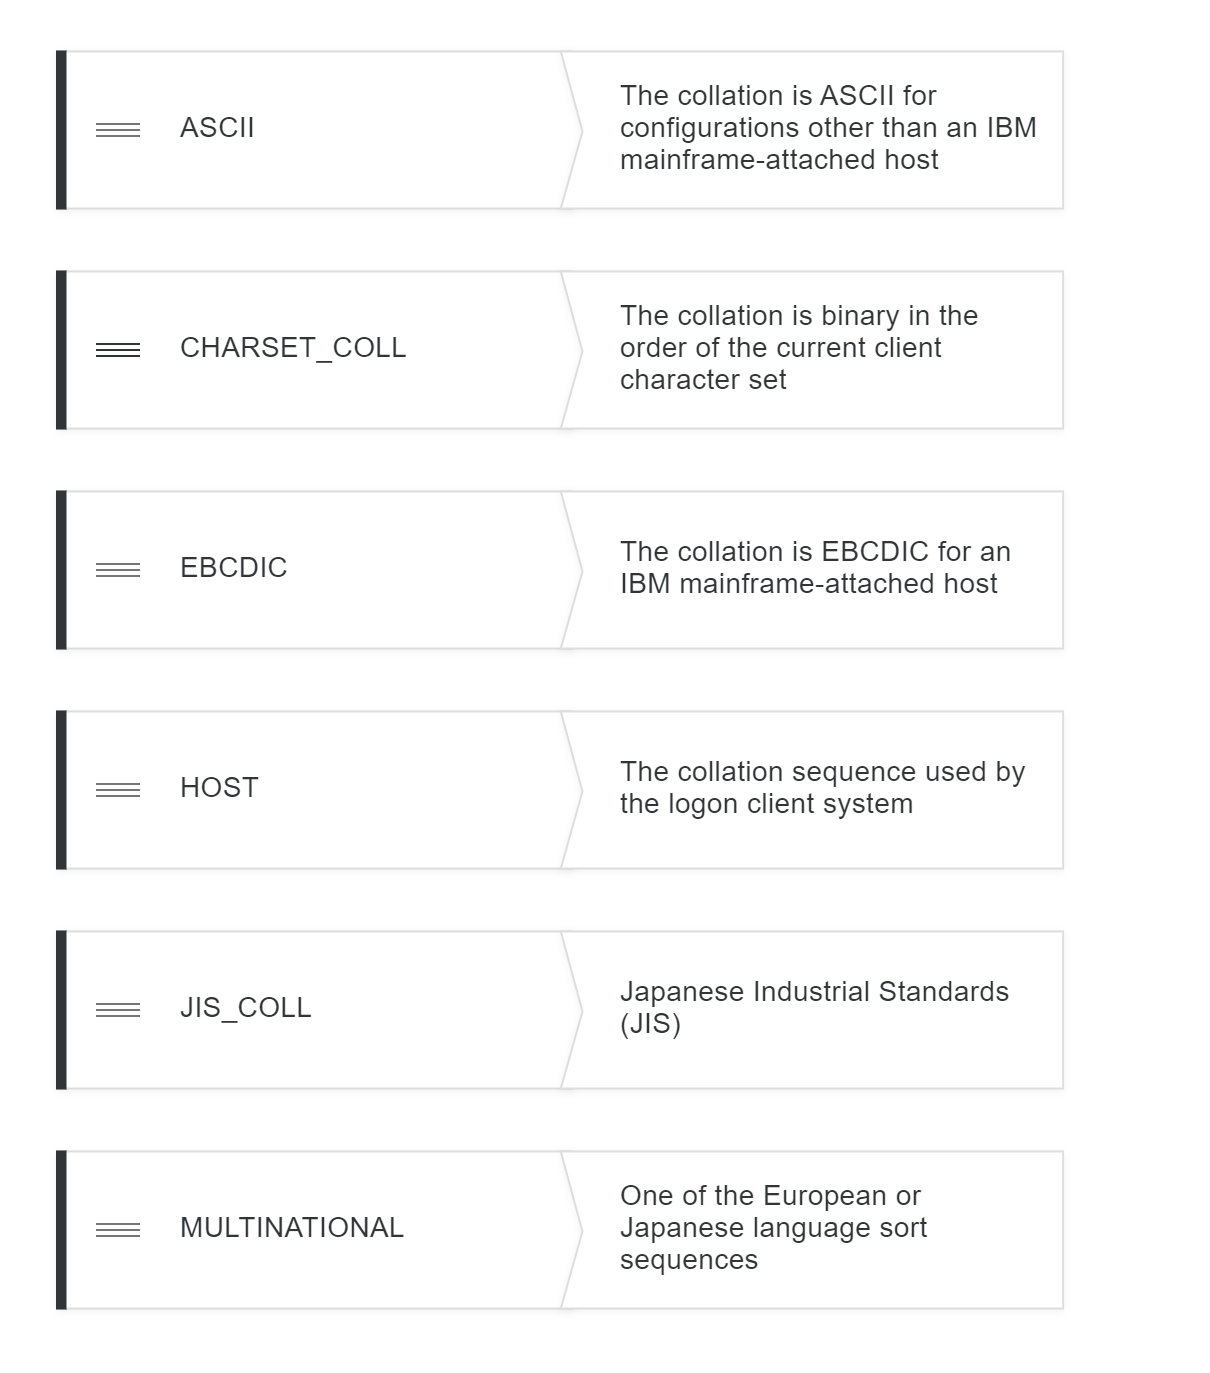 ASCII
The collation is ASCII for
configurations other than an IBM
mainframe-attached host
CHARSET_COLL
The collation is binary in the
order of the current client
character set
EBCDIC
The collation is EBCDIC for an
IBM mainframe-attached host
HOST
The collation sequence used by
the logon client system
JIS_COLL
Japanese Industrial Standards
(JIS)
MULTINATIONAL
One of the European or
Japanese language sort
sequences